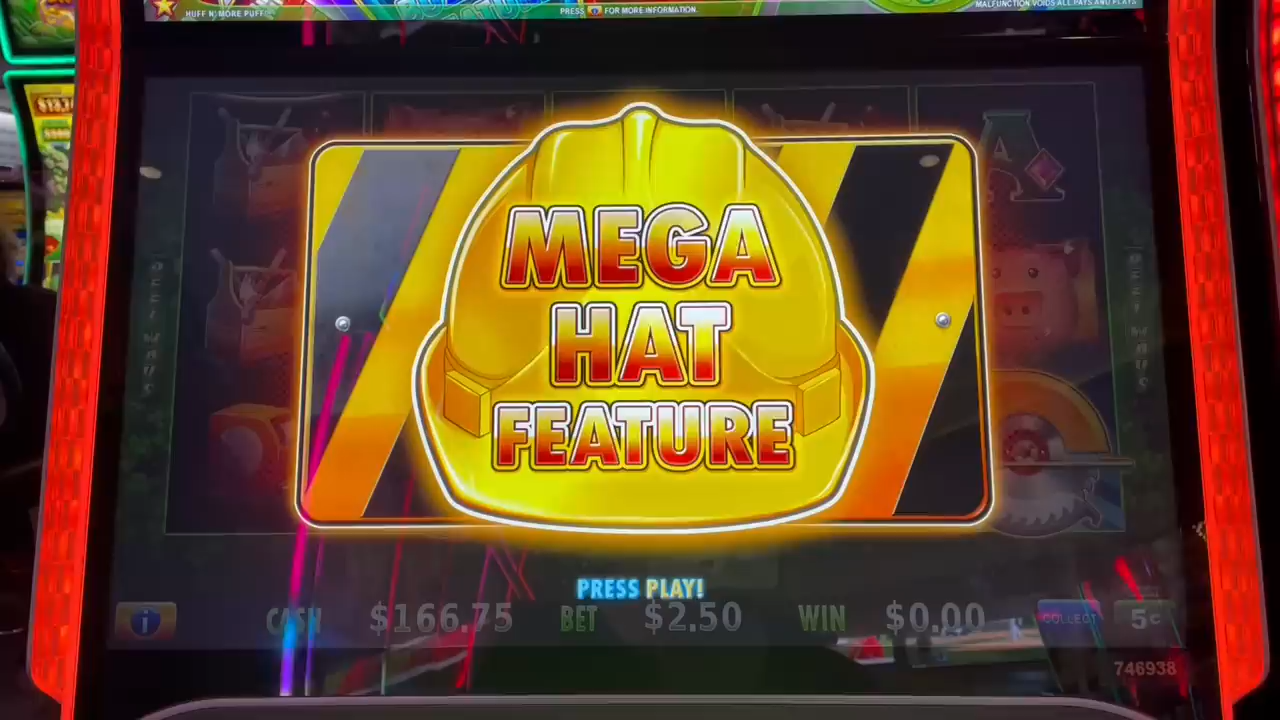 HUFF N' MORE PUFF
PRESS FOR MORE INFORMATION.
MALFUNCTION VOIDS ALL PAYS AND PLAYS
A
MEGA
HAT
FEATURE
PRESS PLAY!
CASH $166.75 BET $2.50 WIN $0.00 COLLECT 5¢
746938